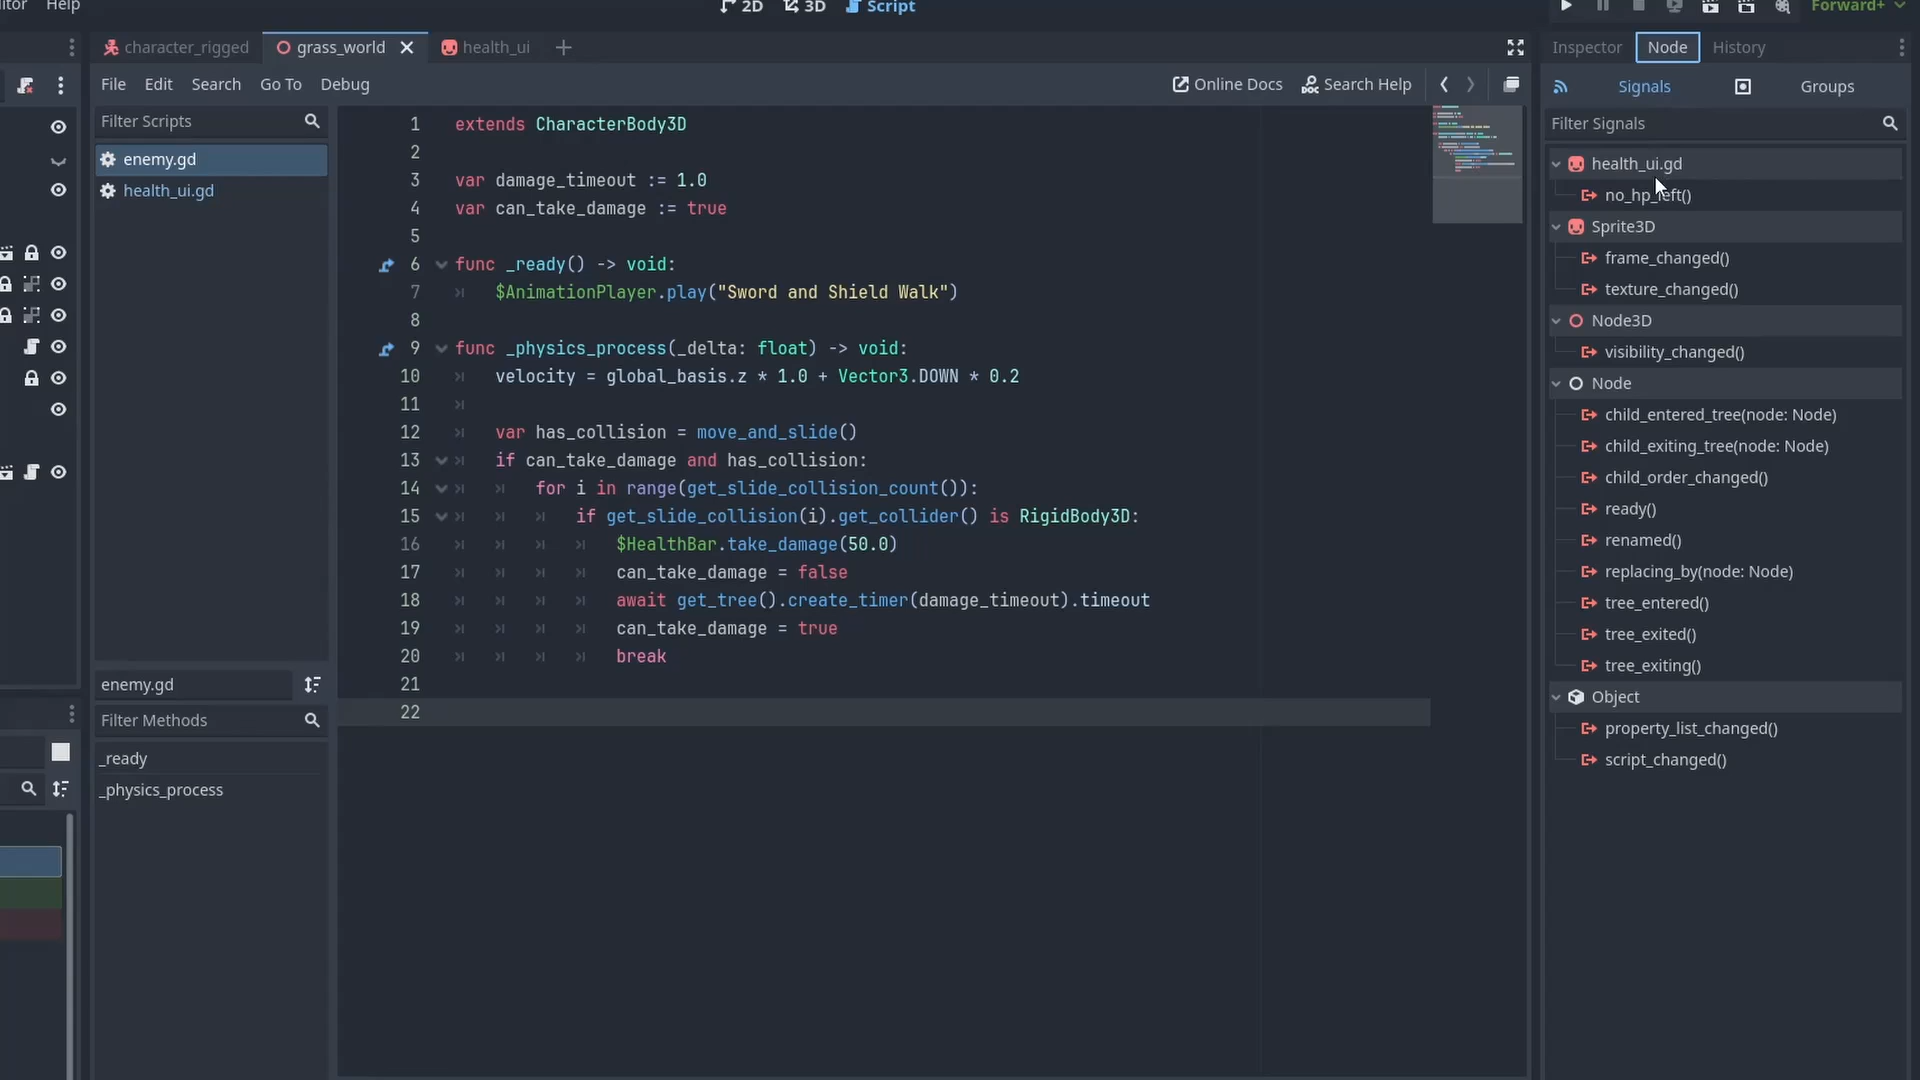 Help
2D
3D
Script
Forward+
character_rigged
grass_world
health_ui
Inspector
Node
History
File
Edit
Search
Go To
Debug
Online Docs
Search Help
Signals
Groups
Filter Scripts
Filter Signals
enemy.gd
health_ui.gd
1 extends CharacterBody3D
2
3 var damage_timeout := 1.0
4 var can_take_damage := true
5
6 func _ready() -> void:
7 $AnimationPlayer.play("Sword and Shield Walk")
8
9 func _physics_process(_delta: float) -> void:
10 velocity = global_basis.z * 1.0 + Vector3.DOWN * 0.2
11
12 var has_collision = move_and_slide()
13 if can_take_damage and has_collision:
14 for i in range(get_slide_collision_count()):
15 if get_slide_collision(i).get_collider() is RigidBody3D:
16 $HealthBar.take_damage(50.0)
17 can_take_damage = false
18 await get_tree().create_timer(damage_timeout).timeout
19 can_take_damage = true
20 break
21
22
enemy.gd
Filter Methods
_ready
_physics_process
health_ui.gd
no_hp_left()
Sprite3D
frame_changed()
texture_changed()
Node3D
visibility_changed()
Node
child_entered_tree(node: Node)
child_exiting_tree(node: Node)
child_order_changed()
ready()
renamed()
replacing_by(node: Node)
tree_entered()
tree_exited()
tree_exiting()
Object
property_list_changed()
script_changed()